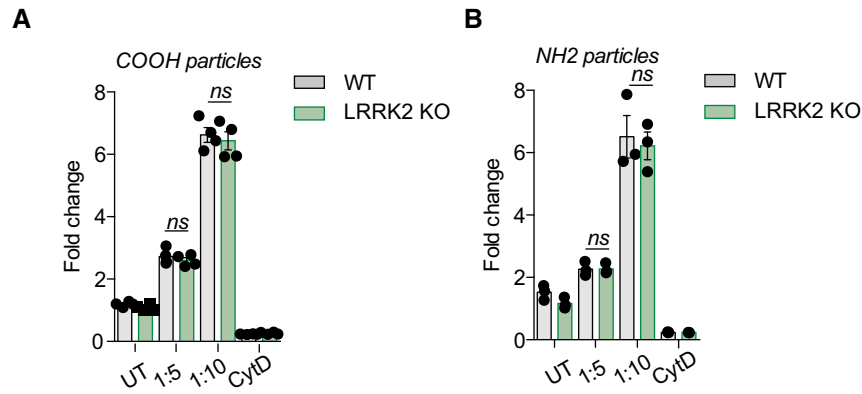 A
COOH particles
ns
ns
WT
LRRK2 KO
Fold change
8
6
4
2
0
UT
1:5
1:10
CytD
B
NH2 particles
ns
ns
WT
LRRK2 KO
Fold change
8
6
4
2
0
UT
1:5
1:10
CytD